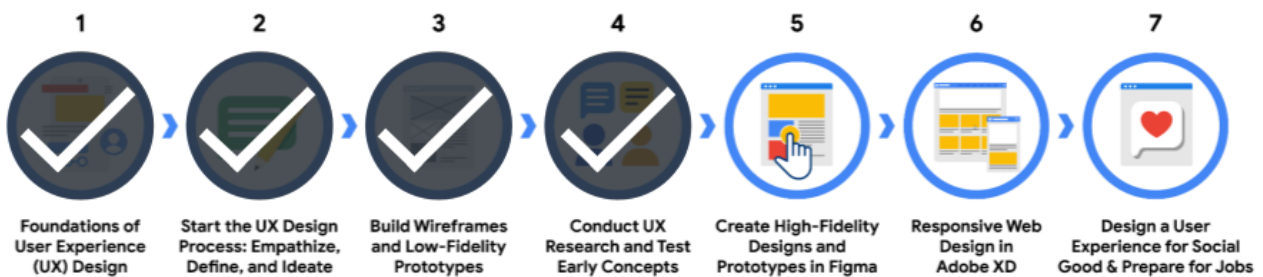 1
2
3
4
5
6
7
Foundations of
User Experience
(UX) Design
Start the UX Design
Process: Empathize,
Define, and Ideate
Build Wireframes
and Low-Fidelity
Prototypes
Conduct UX
Research and Test
Early Concepts
Create High-Fidelity
Designs and
Prototypes in Figma
Responsive Web
Design in
Adobe XD
Design a User
Experience for Social
Good & Prepare for Jobs